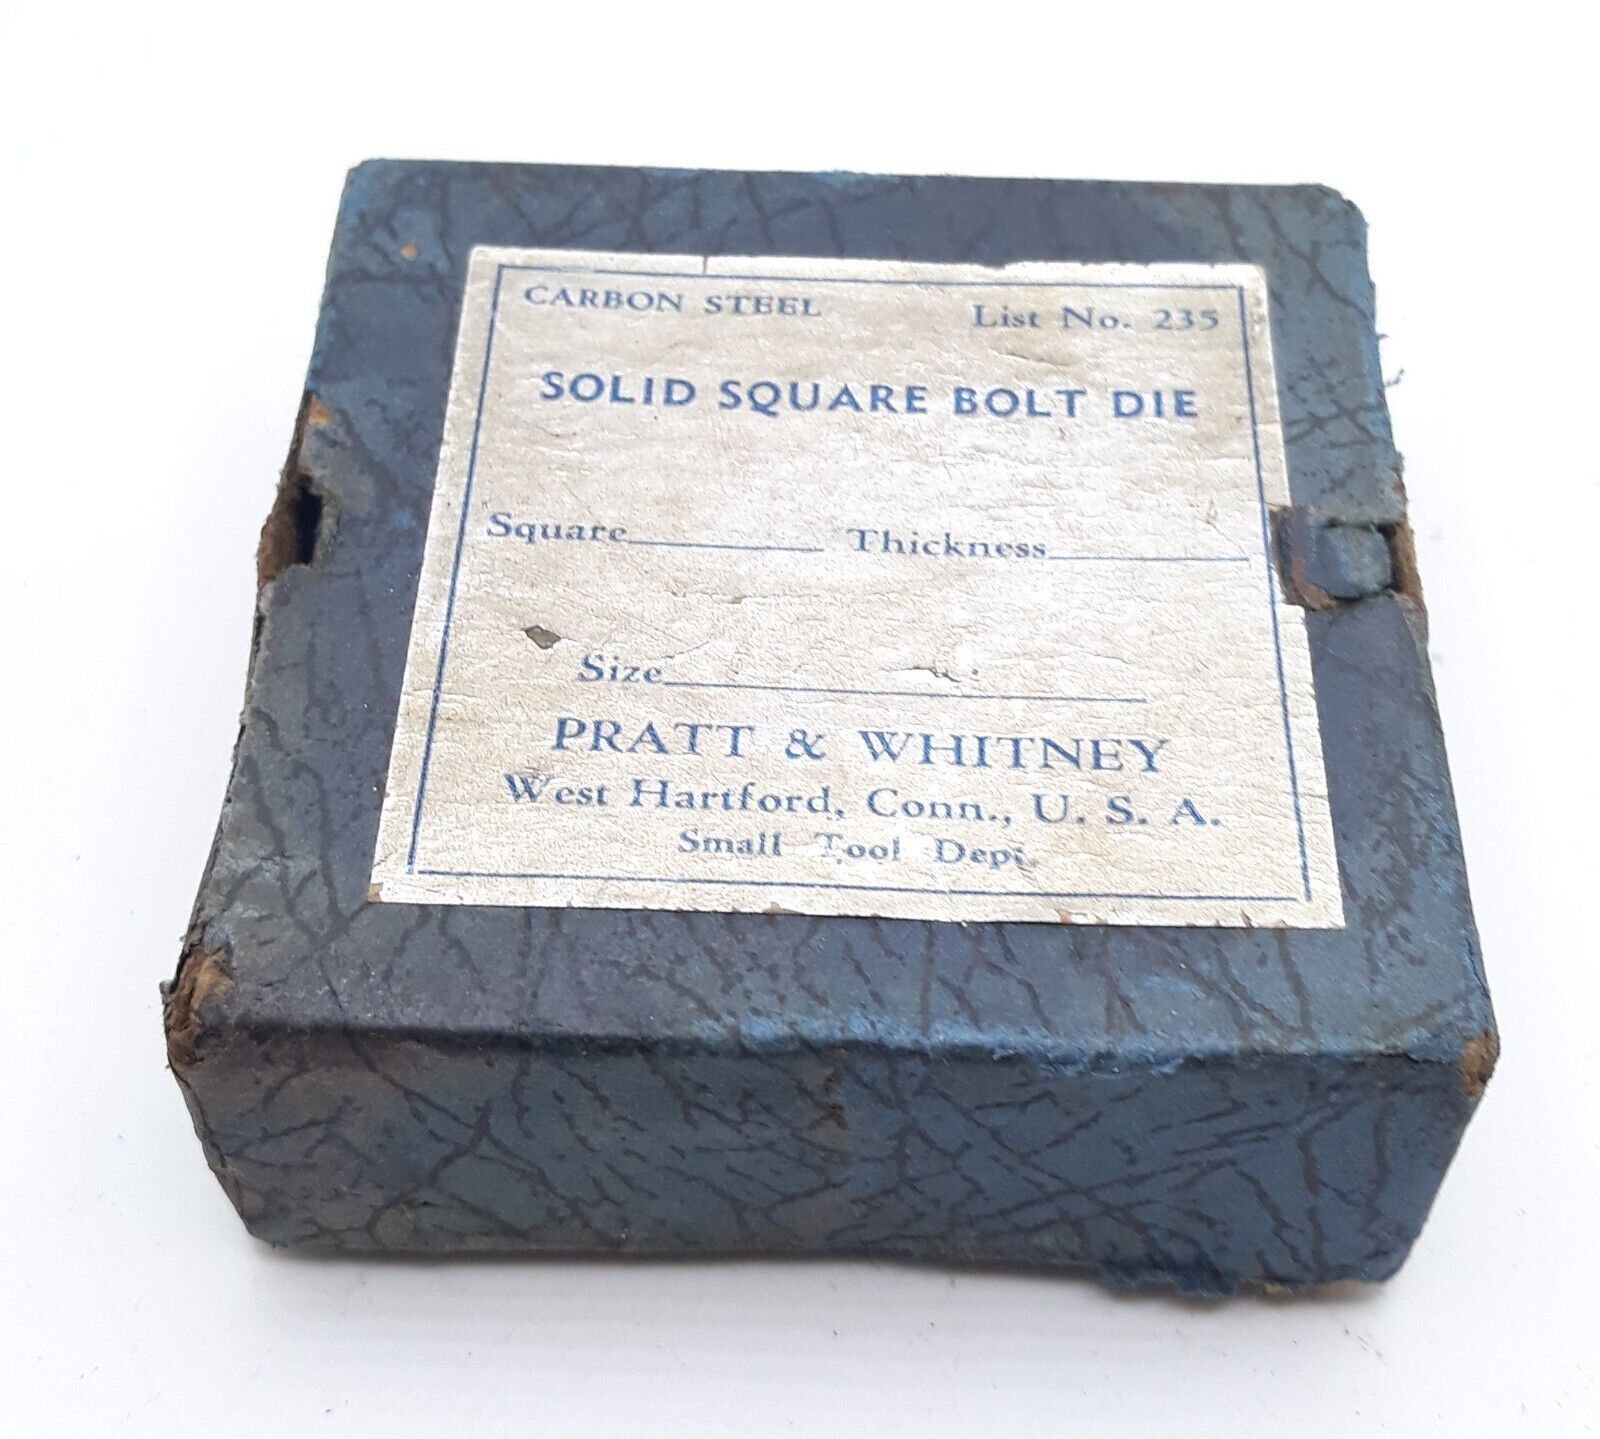 CARBON STEEL List No. 235
SOLID SQUARE BOLT DIE
Square Thickness
Size
PRATT & WHITNEY
West Hartford, Conn., U. S. A.
Small Tool Dept.